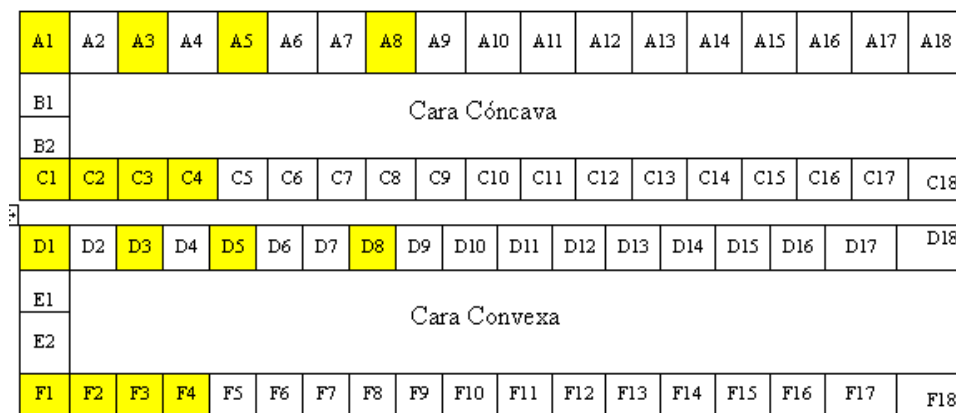 A1 A2 A3 A4 A5 A6 A7 A8 A9 A10 A11 A12 A13 A14 A15 A16 A17 A18
B1
Cara Cóncava
B2
C1 C2 C3 C4 C5 C6 C7 C8 C9 C10 C11 C12 C13 C14 C15 C16 C17 C18
D1 D2 D3 D4 D5 D6 D7 D8 D9 D10 D11 D12 D13 D14 D15 D16 D17 D18
E1
Cara Convexa
E2
F1 F2 F3 F4 F5 F6 F7 F8 F9 F10 F11 F12 F13 F14 F15 F16 F17 F18